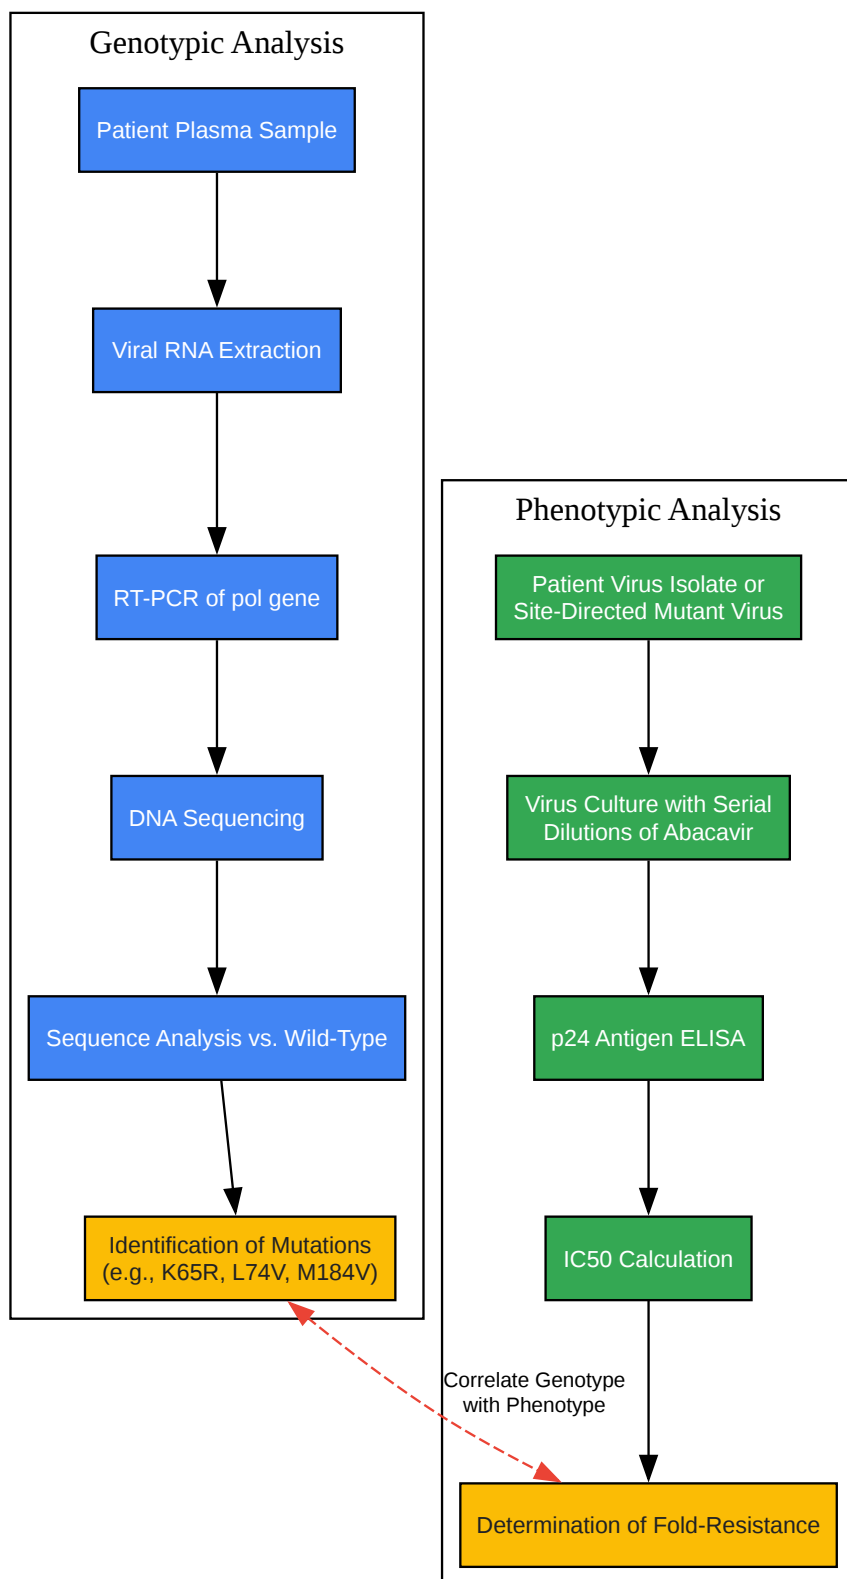 Genotypic Analysis
Patient Plasma Sample
Viral RNA Extraction
RT-PCR of pol gene
DNA Sequencing
Sequence Analysis vs. Wild-Type
Identification of Mutations
(e.g., K65R, L74V, M184V)
Phenotypic Analysis
Patient Virus Isolate or
Site-Directed Mutant Virus
Virus Culture with Serial
Dilutions of Abacavir
p24 Antigen ELISA
IC50 Calculation
Correlate Genotype
with Phenotype
Determination of Fold-Resistance